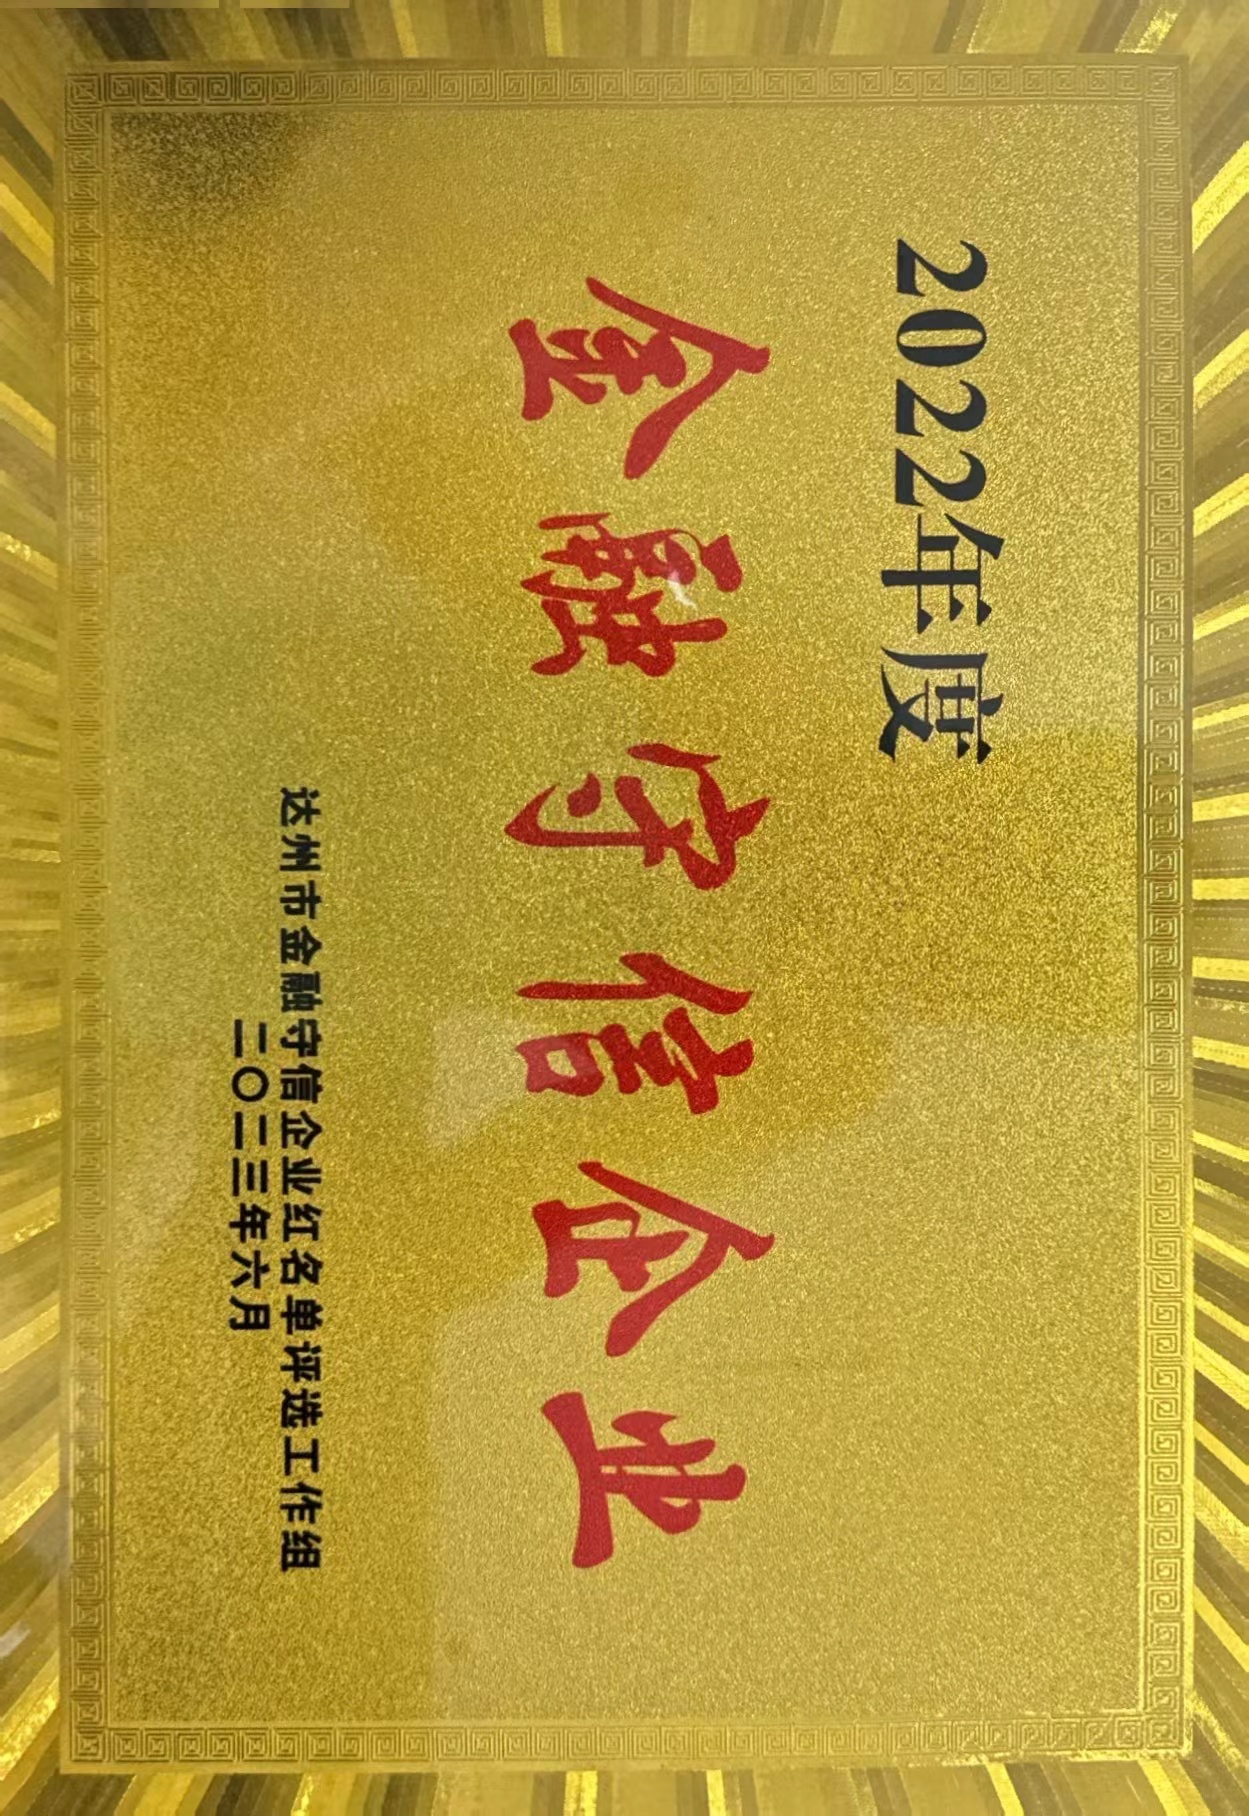 2022年度
金融守信企业
达州市金融守信企业红名单评选工作组
二〇二三年六月